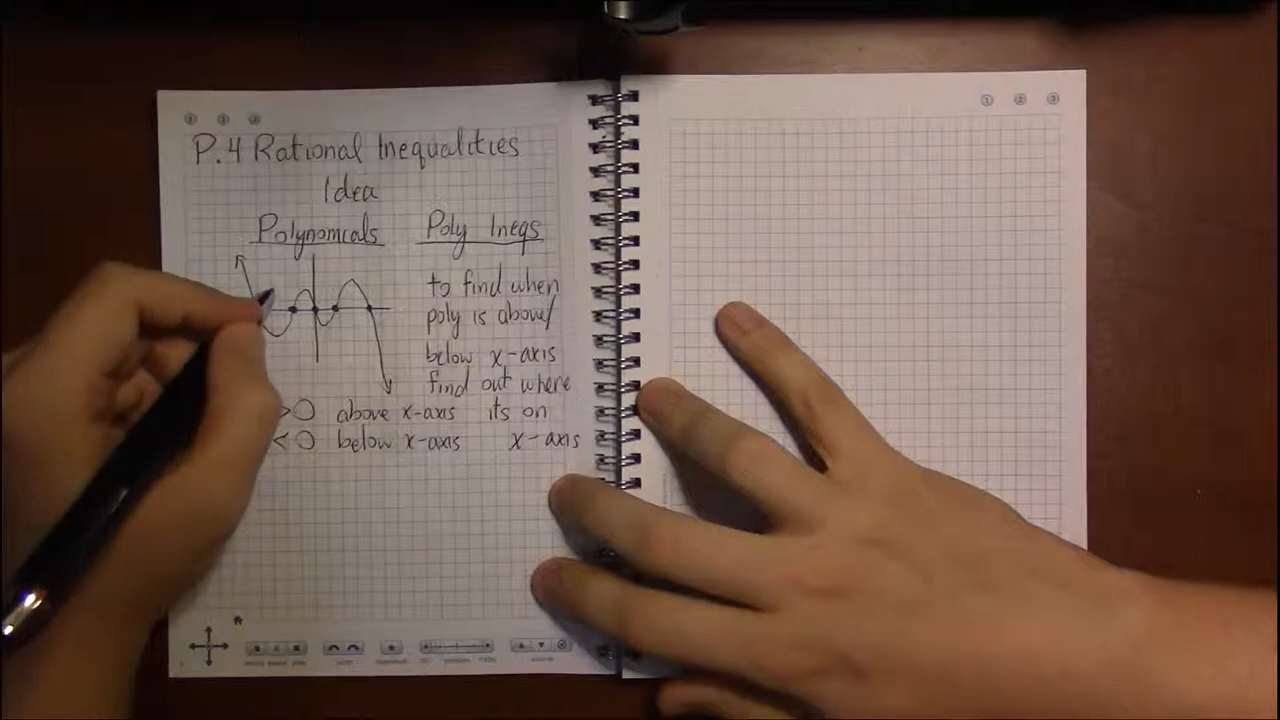 P.4 Rational Inequalities
Idea
Polynomials
Poly Ineqs
to find when
poly is above/
below x-axis
find out where
its on
x-axis
>0 above x-axis
<0 below x-axis